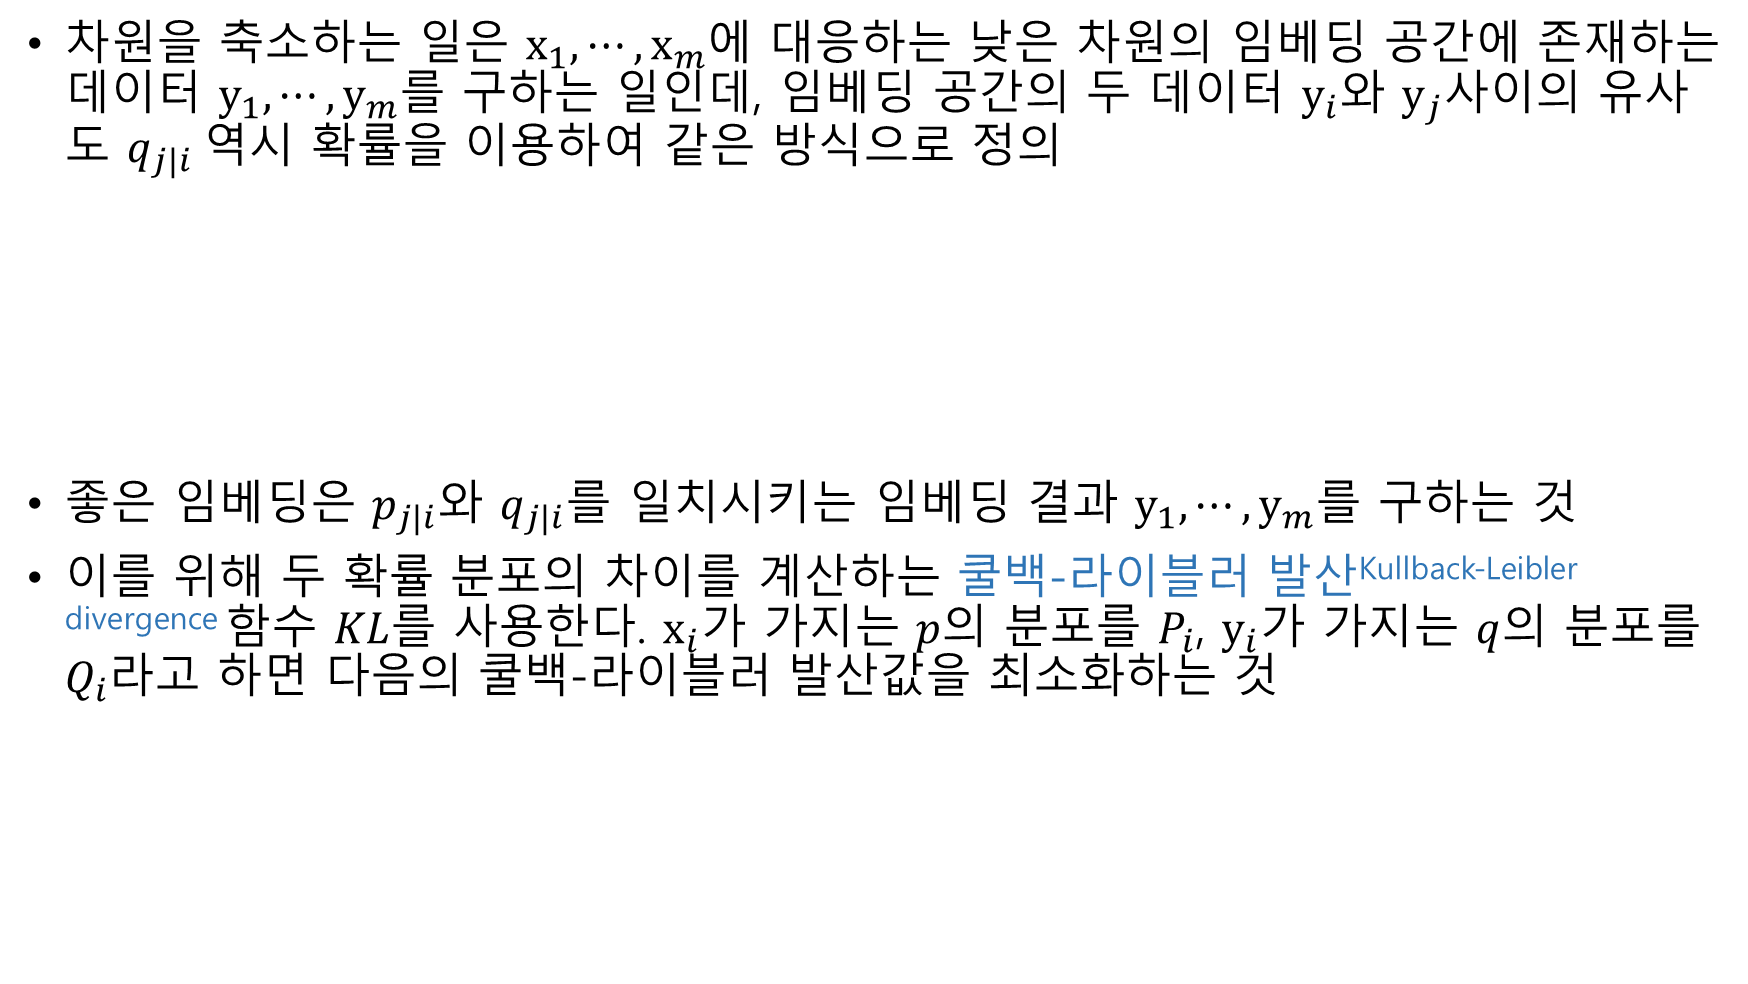 • 차원을 축소하는 일은 x₁,⋯,xₘ에 대응하는 낮은 차원의 임베딩 공간에 존재하는
데이터 y₁,⋯,yₘ를 구하는 일인데, 임베딩 공간의 두 데이터 yᵢ와 yⱼ사이의 유사
도 q_{j|i} 역시 확률을 이용하여 같은 방식으로 정의
• 좋은 임베딩은 p_{j|i}와 q_{j|i}를 일치시키는 임베딩 결과 y₁,⋯,yₘ를 구하는 것
• 이를 위해 두 확률 분포의 차이를 계산하는 쿨백-라이블러 발산Kullback-Leibler
divergence 함수 KL를 사용한다. xᵢ가 가지는 p의 분포를 Pᵢ, yᵢ가 가지는 q의 분포를
Qᵢ라고 하면 다음의 쿨백-라이블러 발산값을 최소화하는 것